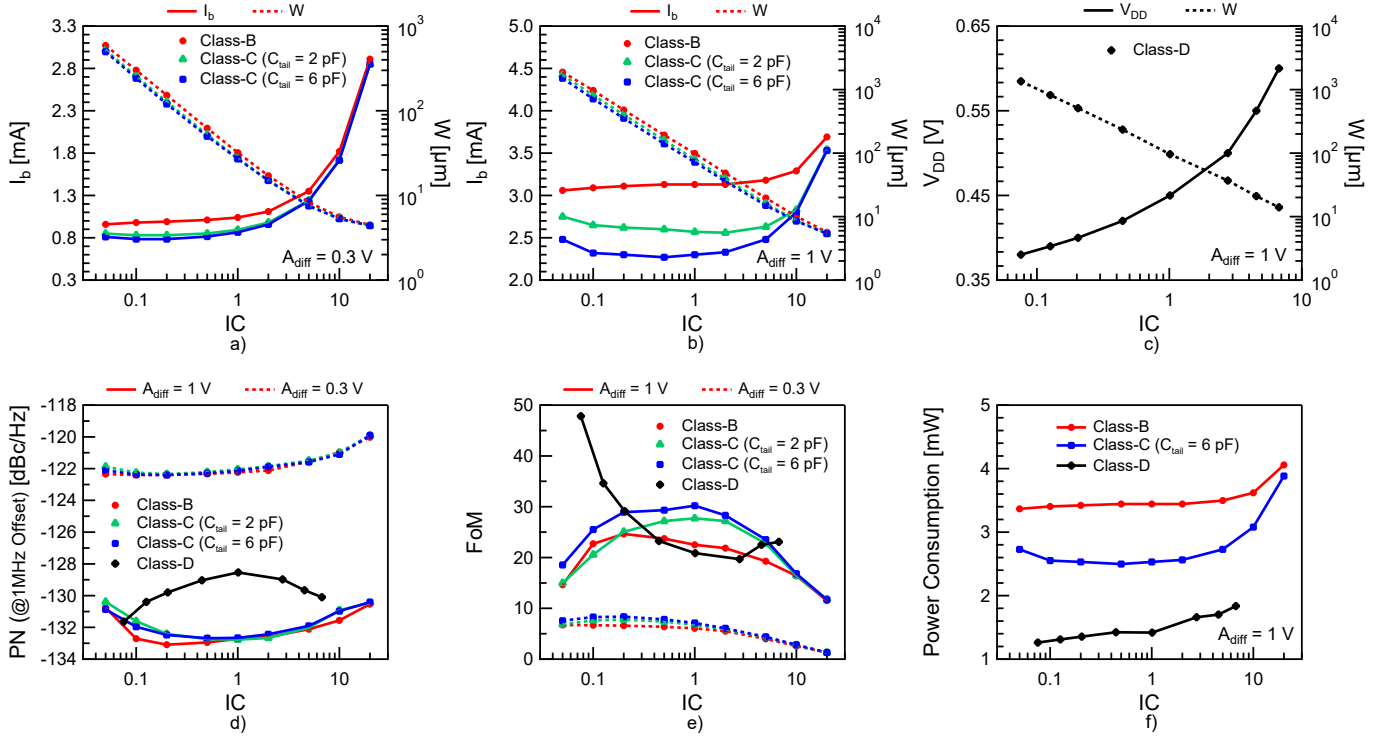 I_b W
3.3
2.8
2.3
1.8
1.3
0.8
0.3
I_b [mA]
Class-B
Class-C (C_tail = 2 pF)
Class-C (C_tail = 6 pF)
A_diff = 0.3 V
10^3
10^2
10^1
10^0
W [µm]
0.1 1 10
IC
a)
I_b W
5.0
4.5
4.0
3.5
3.0
2.5
2.0
I_b [mA]
Class-B
Class-C (C_tail = 2 pF)
Class-C (C_tail = 6 pF)
A_diff = 1 V
10^4
10^3
10^2
10^1
10^0
W [µm]
0.1 1 10
IC
b)
V_DD W
0.65
0.55
0.45
0.35
V_DD [V]
Class-D
A_diff = 1 V
10^4
10^3
10^2
10^1
10^0
W [µm]
0.1 1 10
IC
c)
A_diff = 1 V A_diff = 0.3 V
-118
-120
-122
-124
-126
-128
-130
-132
-134
PN (@1MHz Offset) [dBc/Hz]
Class-B
Class-C (C_tail = 2 pF)
Class-C (C_tail = 6 pF)
Class-D
0.1 1 10
IC
d)
A_diff = 1 V A_diff = 0.3 V
50
40
30
20
10
0
FoM
Class-B
Class-C (C_tail = 2 pF)
Class-C (C_tail = 6 pF)
Class-D
0.1 1 10
IC
e)
5
4
3
2
1
Power Consumption [mW]
Class-B
Class-C (C_tail = 6 pF)
Class-D
A_diff = 1 V
0.1 1 10
IC
f)